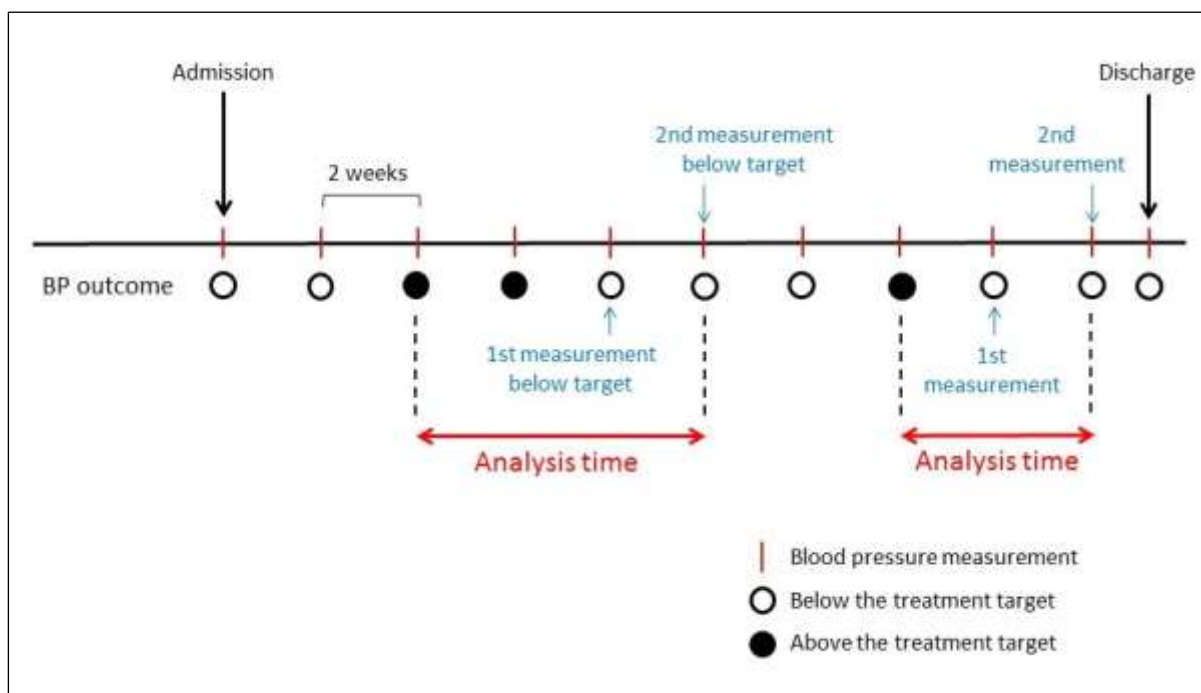 Admission
Discharge
2nd measurement
below target
2nd
measurement
2 weeks
BP outcome
1st measurement
below target
1st
measurement
Analysis time
Analysis time
Blood pressure measurement
Below the treatment target
Above the treatment target